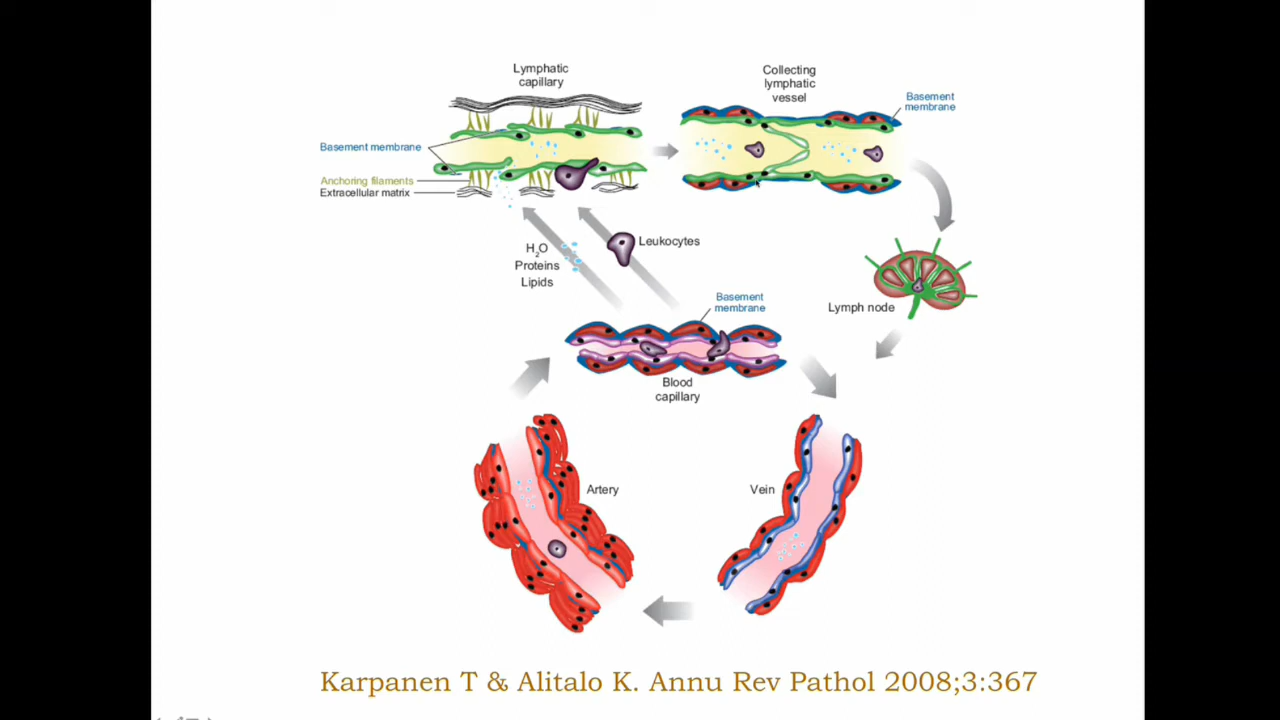 Lymphatic
capillary
Collecting
lymphatic
vessel
Basement
membrane
Basement membrane
Anchoring filaments
Extracellular matrix
H₂O
Proteins
Lipids
Leukocytes
Basement
membrane
Lymph node
Blood
capillary
Artery
Vein
Karpanen T & Alitalo K. Annu Rev Pathol 2008;3:367